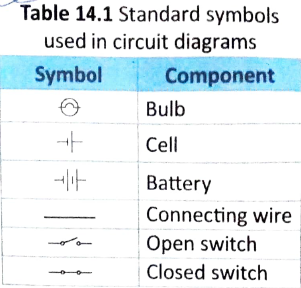 Table 14.1 Standard symbols
used in circuit diagrams
Symbol Component
Bulb
Cell
Battery
Connecting wire
Open switch
Closed switch